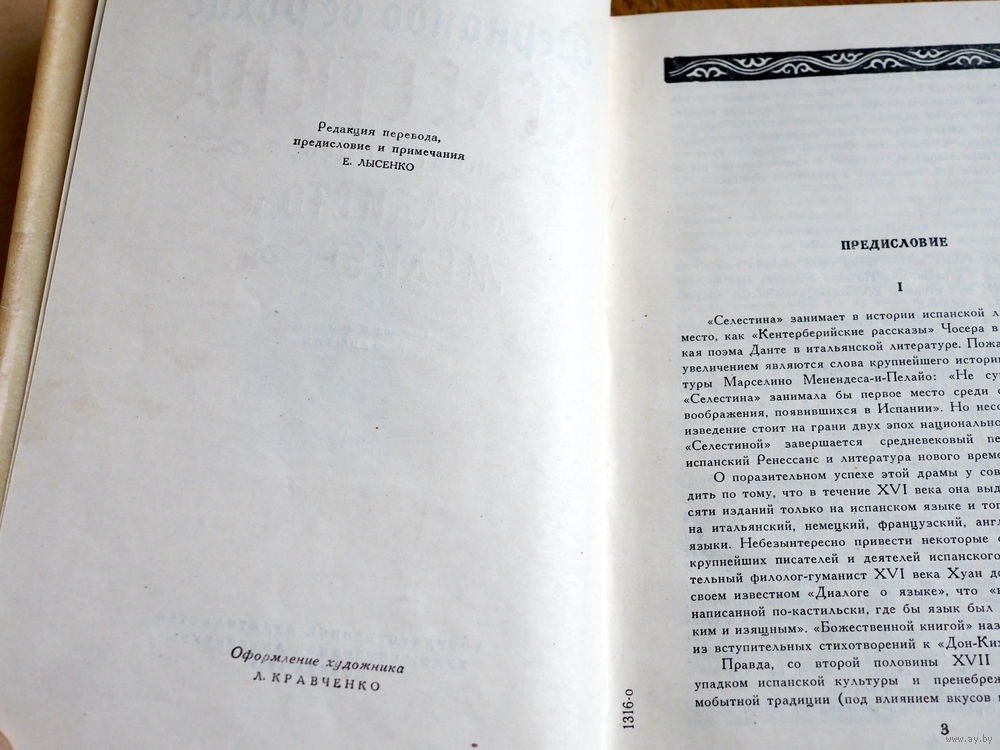 Редакция перевода,
предисловие и примечания
Е. ЛЫСЕНКО
Оформление художника
Л. КРАВЧЕНКО
ПРЕДИСЛОВИЕ
I
«Селестина» занимает в истории испанской л
место, как «Кентерберийские рассказы» Чосера в
кая поэма Данте в итальянской литературе. Пожа
увеличением являются слова крупнейшего истори
туры Марселино Менендеса-и-Пелайо: «Не су
«Селестина» занимала бы первое место среди
воображения, появившихся в Испании». Но несо
изведение стоит на грани двух эпох национально
«Селестиной» завершается средневековый пе
испанский Ренессанс и литература нового време
О поразительном успехе этой драмы у сов
дить по тому, что в течение XVI века она выд
сяти изданий только на испанском языке и тог
на итальянский, немецкий, французский, анг
языки. Небезынтересно привести некоторые
крупнейших писателей и деятелей испанского
тельный филолог-гуманист XVI века Хуан де
своем известном «Диалоге о языке», что
написанной по-кастильски, где бы язык был
ким и изящным». «Божественной книгой» наз
из вступительных стихотворений к «Дон-Ких
Правда, со второй половины XVII
упадком испанской культуры и пренебреж
мобытной традиции (под влиянием вкусов
1316-о
3
www.ay.by